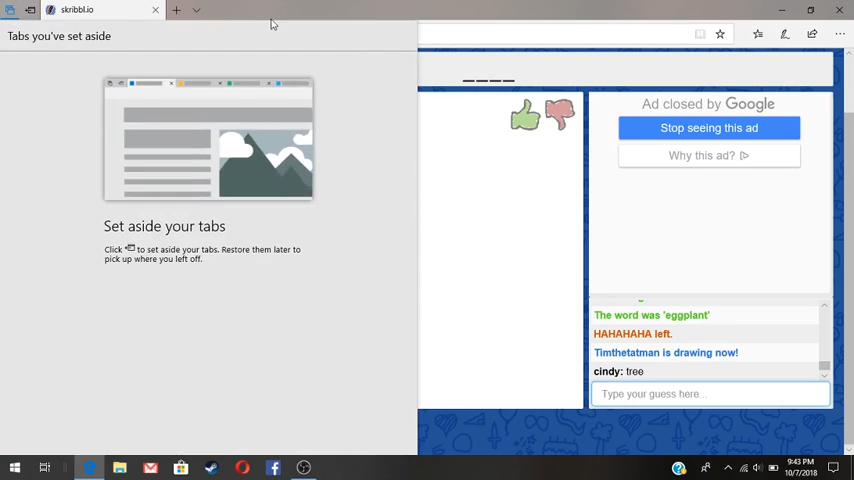 skribbl.io
Tabs you've set aside
Set aside your tabs
Click to set aside your tabs. Restore them later to
pick up where you left off.
Ad closed by Google
Stop seeing this ad
Why this ad?
The word was 'eggplant'
HAHAHAHA left.
Timthetatman is drawing now!
cindy: tree
Type your guess here...
9:43 PM
10/7/2018